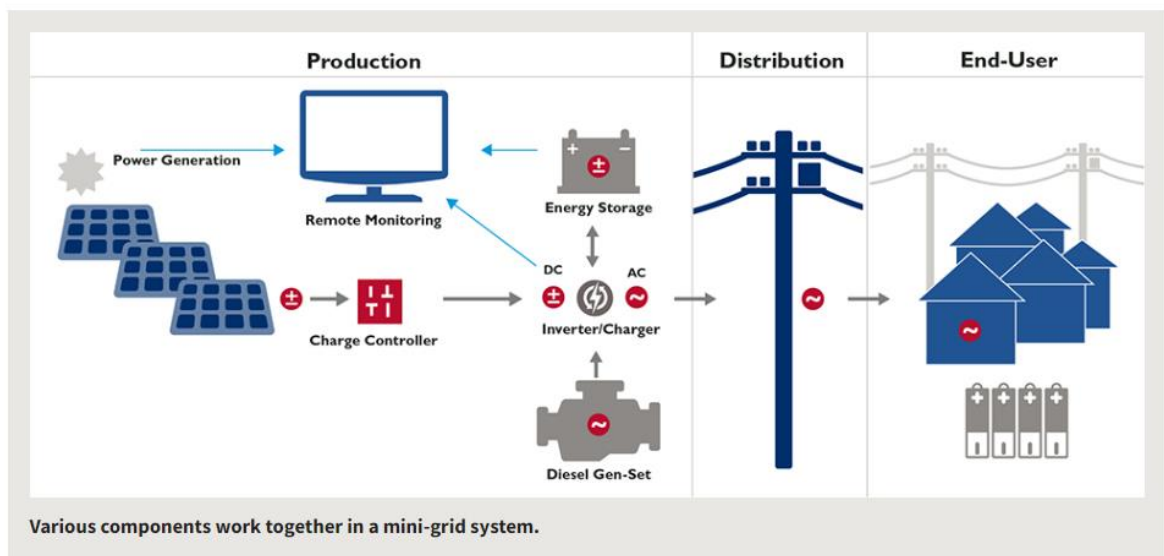 Production
Distribution
End-User
Power Generation
Remote Monitoring
Energy Storage
DC
AC
Charge Controller
Inverter/Charger
Diesel Gen-Set
Various components work together in a mini-grid system.